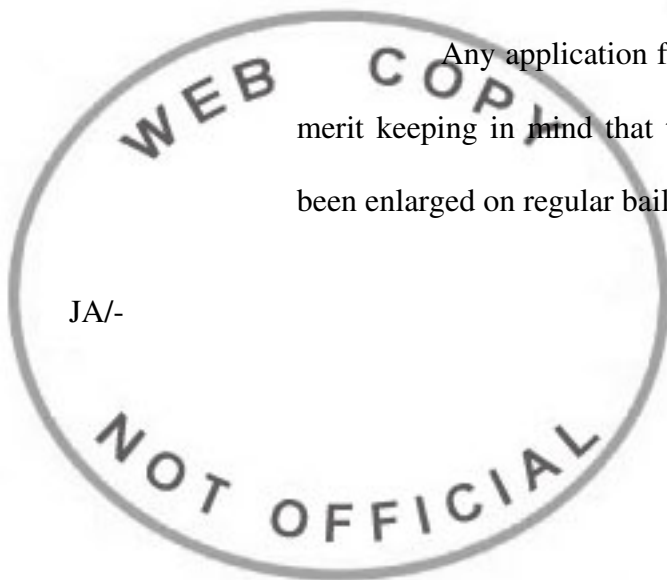 WEB COPY
Any application f
merit keeping in mind that
been enlarged on regular bail
JA/-
NOT OFFICIAL